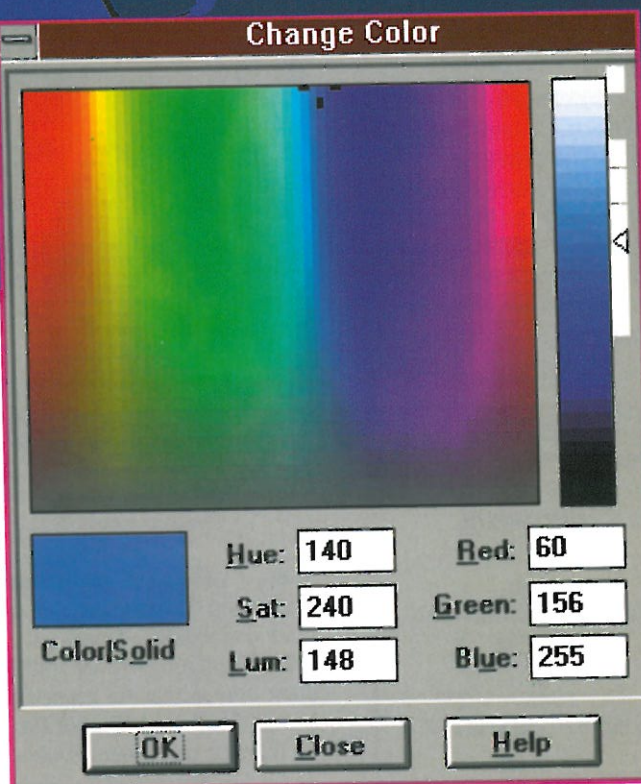 Change Color
Hue: 140
Red: 60
Sat: 240
Green: 156
Color|Solid
Lum: 148
Blue: 255
OK
Close
Help